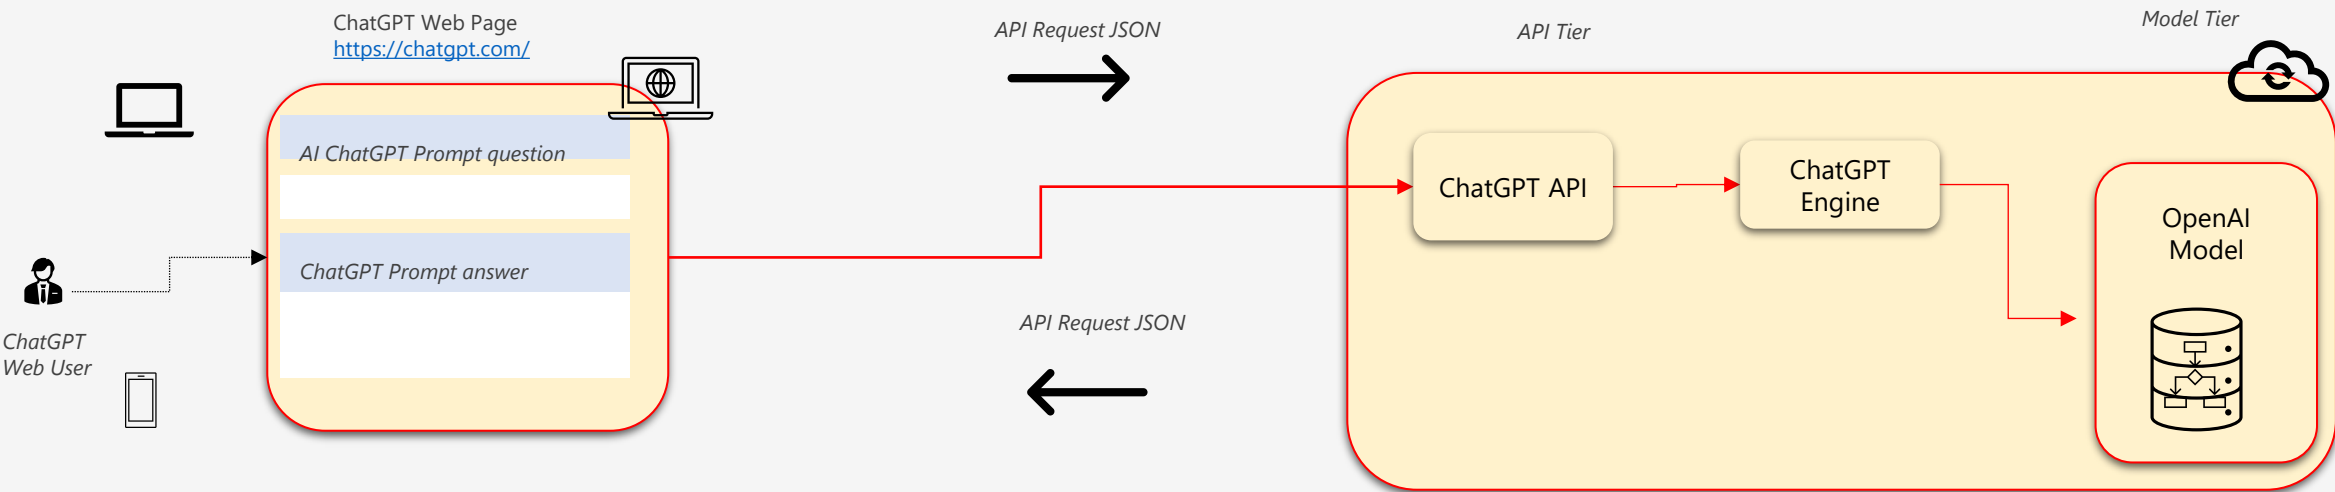 ChatGPT Web Page
https://chatgpt.com/
API Request JSON
API Tier
Model Tier
AI ChatGPT Prompt question
ChatGPT Prompt answer
ChatGPT
Web User
API Request JSON
ChatGPT API
ChatGPT
Engine
OpenAI
Model